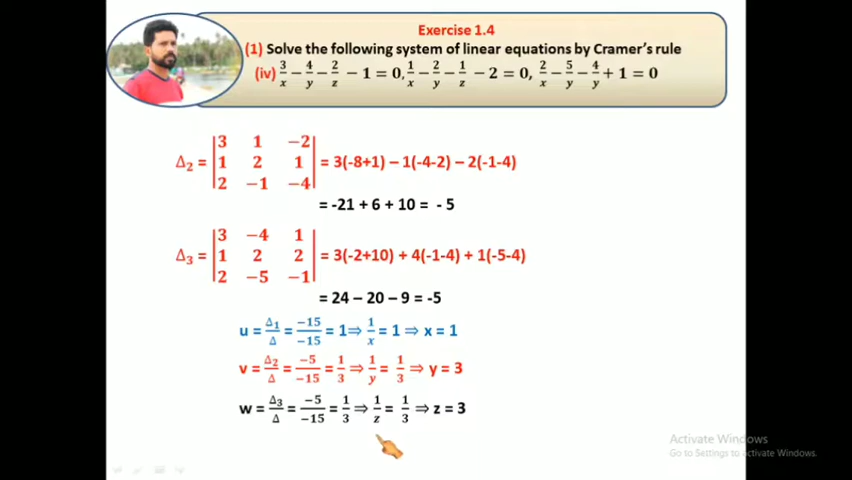 Exercise 1.4
(1) Solve the following system of linear equations by Cramer's rule
(iv) 3/x − 4/y − 2/z − 1 = 0, 1/x − 2/y − 1/z − 2 = 0, 2/x − 5/y − 4/y + 1 = 0
Δ₂ = |3 1 −2|
|1 2 1| = 3(-8+1) – 1(-4-2) – 2(-1-4)
|2 −1 −4|
= -21 + 6 + 10 = - 5
Δ₃ = |3 −4 1|
|1 2 2| = 3(-2+10) + 4(-1-4) + 1(-5-4)
|2 −5 −1|
= 24 – 20 – 9 = -5
u = Δ₁/Δ = −15/−15 = 1 ⇒ 1/x = 1 ⇒ x = 1
v = Δ₂/Δ = −5/−15 = 1/3 ⇒ 1/y = 1/3 ⇒ y = 3
w = Δ₃/Δ = −5/−15 = 1/3 ⇒ 1/z = 1/3 ⇒ z = 3
Activate Windows
Go to Settings to Activate Windows.